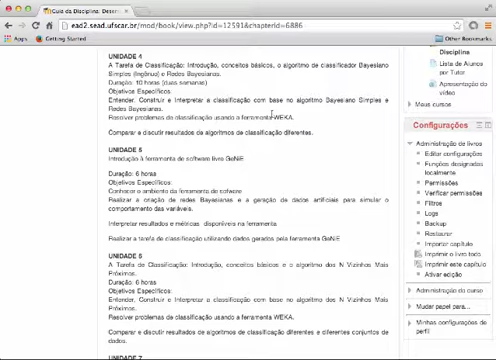 Guia da Disciplina: Desen
ead2.sead.ufscar.br/mod/book/view.php?id=12591&chapterid=6886
Apps Getting Started Other Bookmarks
UNIDADE 4
A Tarefa de Classificação: Introdução, conceitos básicos, o algoritmo de classificador Bayesiano
Simples (Ingênuo) e Redes Bayesianas.
Duração: 10 horas (duas semanas)
Objetivos Específicos:
Entender, Construir e Interpretar a classificação com base no algoritmo Bayesiano Simples e
Redes Bayesianas.
Resolver problemas de classificação usando a ferramenta WEKA.
Comparar e discutir resultados de algoritmos de classificação diferentes.
UNIDADE 5
Introdução à ferramenta de software livre GeNIE
Duração: 6 horas
Objetivos Específicos:
Conhecer o ambiente da ferramenta de software
Realizar a criação de redes Bayesianas e a geração de dados artificiais para simular o
comportamento das variáveis.
Interpretar resultados e métricas disponíveis na ferramenta
Realizar a tarefa de classificação utilizando dados gerados pela ferramenta GeNIE
UNIDADE 6
A Tarefa de Classificação: Introdução, conceitos básicos e o algoritmo dos N Vizinhos Mais
Próximos.
Duração: 6 horas
Objetivos Específicos:
Entender, Construir e Interpretar a classificação com base no algoritmo dos N Vizinhos Mais
Próximos.
Resolver problemas de classificação usando a ferramenta WEKA.
Comparar e discutir resultados de algoritmos de classificação diferentes e diferentes conjuntos de
dados.
UNIDADE 7
Disciplina
Lista de Alunos
por Tutor
Apresentação do
vídeo
Meus cursos
Configurações
Administração de livros
Editar configurações
Funções designadas
localmente
Permissões
Verificar permissões
Filtros
Logs
Backup
Restaurar
Importar capítulo
Imprimir o livro todo
Imprimir este capítulo
Ativar edição
Administração do curso
Mudar papel para...
Minhas configurações de
perfil